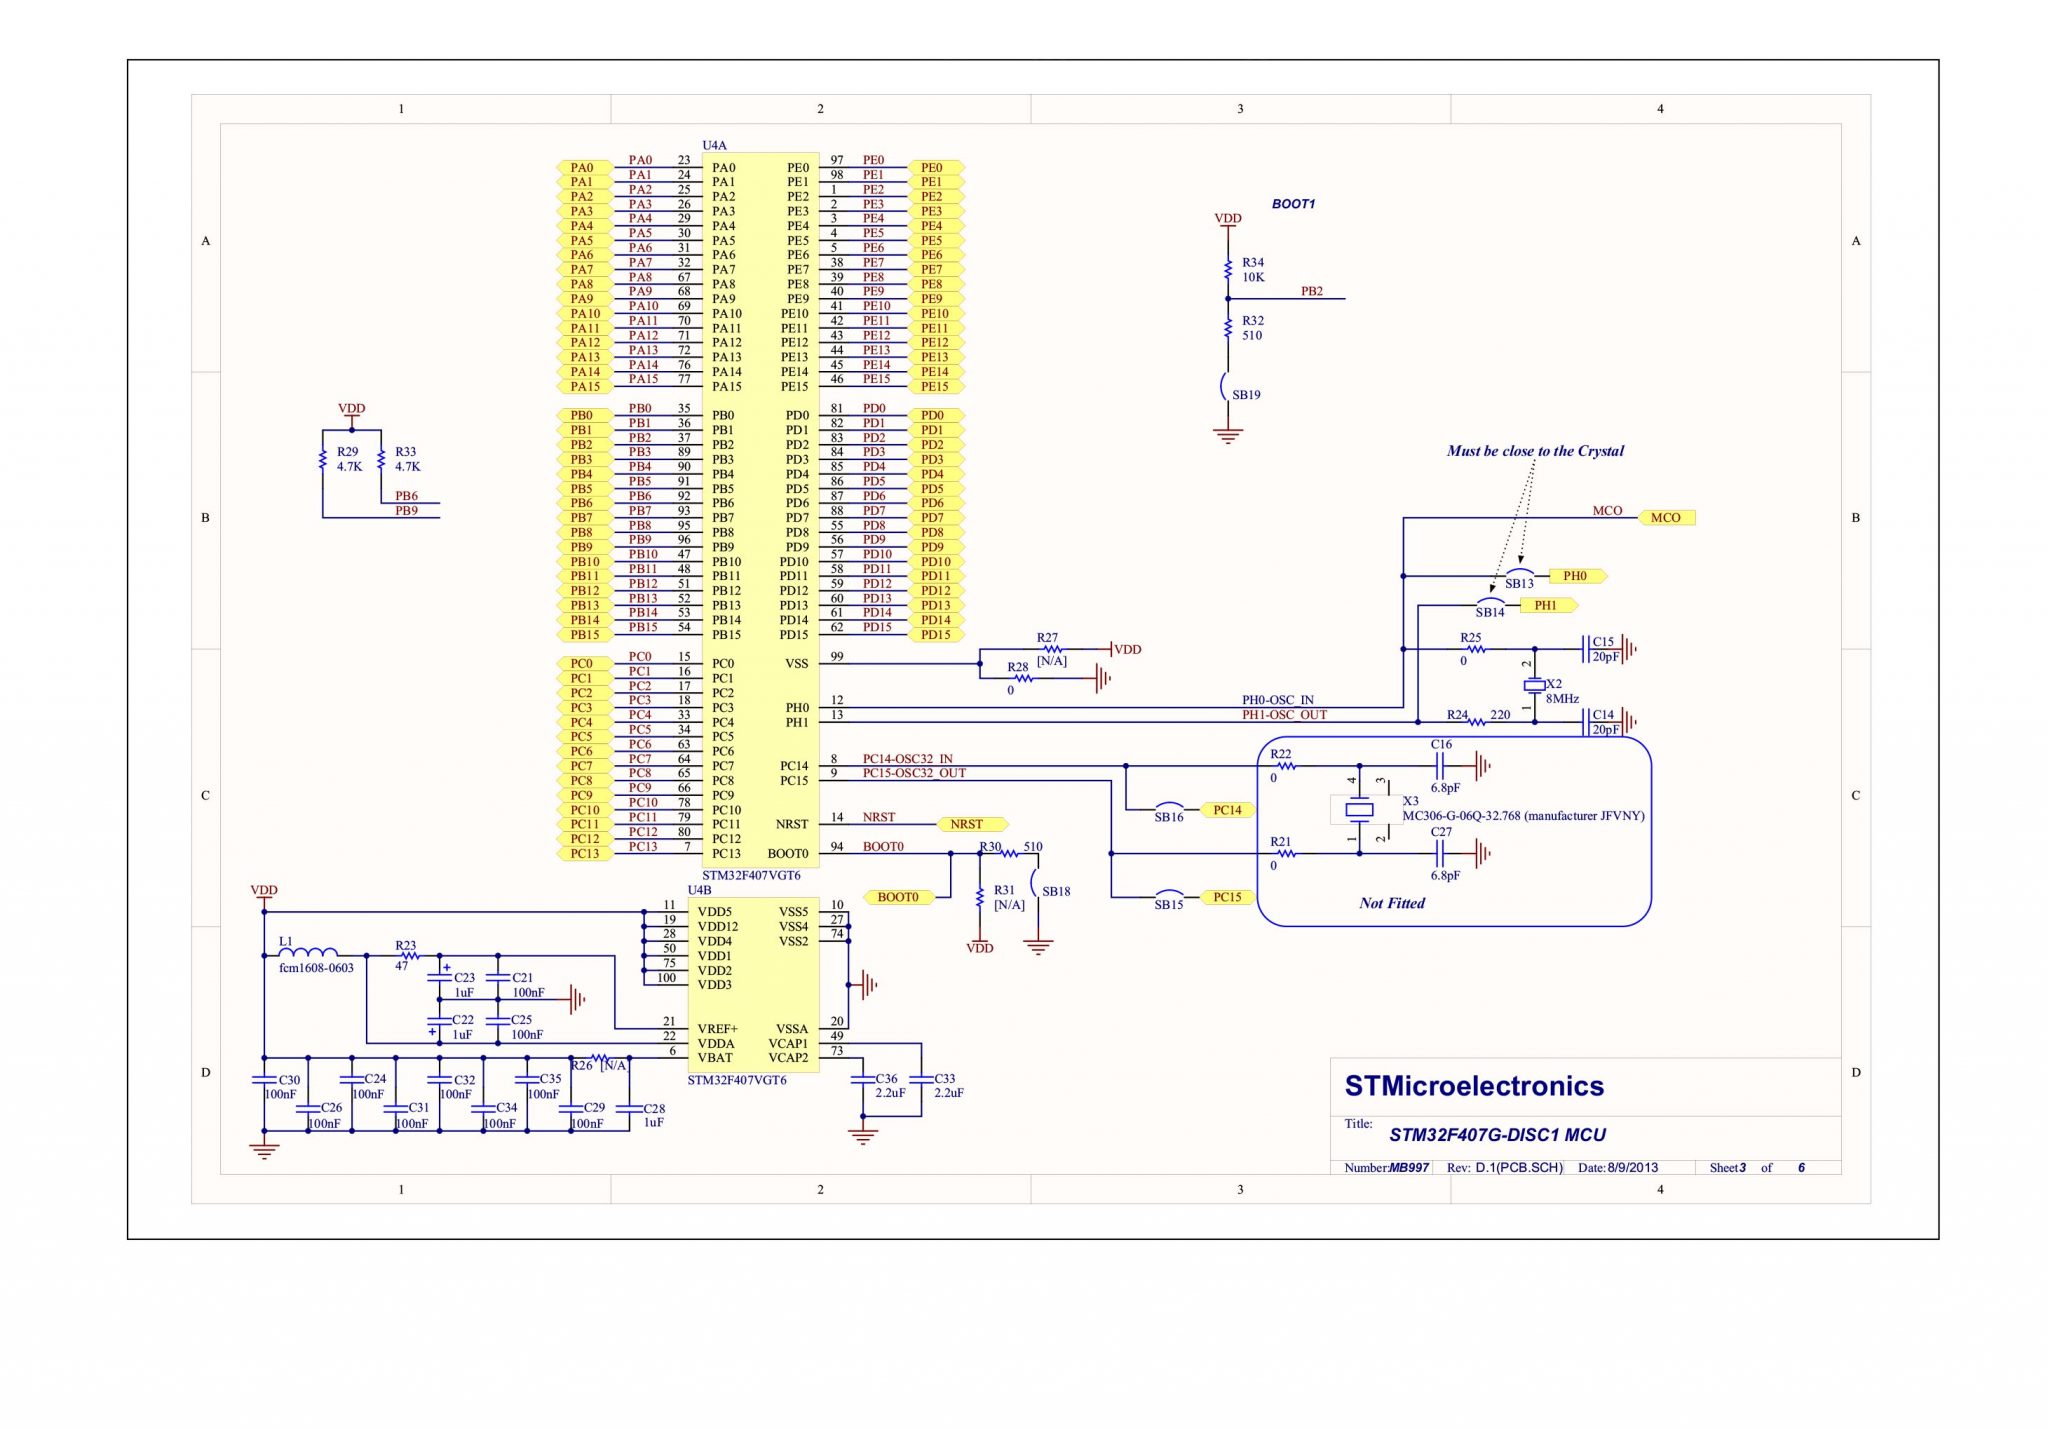 1 2 3 4
A A
B B
C C
D D
1 2 3 4
U4A
PA0 PA0 23 PA0 PE0 97 PE0 PE0
PA1 PA1 24 PA1 PE1 98 PE1 PE1
PA2 PA2 25 PA2 PE2 1 PE2 PE2
PA3 PA3 26 PA3 PE3 2 PE3 PE3
PA4 PA4 29 PA4 PE4 3 PE4 PE4
PA5 PA5 30 PA5 PE5 4 PE5 PE5
PA6 PA6 31 PA6 PE6 5 PE6 PE6
PA7 PA7 32 PA7 PE7 38 PE7 PE7
PA8 PA8 67 PA8 PE8 39 PE8 PE8
PA9 PA9 68 PA9 PE9 40 PE9 PE9
PA10 PA10 69 PA10 PE10 41 PE10 PE10
PA11 PA11 70 PA11 PE11 42 PE11 PE11
PA12 PA12 71 PA12 PE12 43 PE12 PE12
PA13 PA13 72 PA13 PE13 44 PE13 PE13
PA14 PA14 76 PA14 PE14 45 PE14 PE14
PA15 PA15 77 PA15 PE15 46 PE15 PE15
PB0 PB0 35 PB0 PD0 81 PD0 PD0
PB1 PB1 36 PB1 PD1 82 PD1 PD1
PB2 PB2 37 PB2 PD2 83 PD2 PD2
PB3 PB3 89 PB3 PD3 84 PD3 PD3
PB4 PB4 90 PB4 PD4 85 PD4 PD4
PB5 PB5 91 PB5 PD5 86 PD5 PD5
PB6 PB6 92 PB6 PD6 87 PD6 PD6
PB7 PB7 93 PB7 PD7 88 PD7 PD7
PB8 PB8 95 PB8 PD8 55 PD8 PD8
PB9 PB9 96 PB9 PD9 56 PD9 PD9
PB10 PB10 47 PB10 PD10 57 PD10 PD10
PB11 PB11 48 PB11 PD11 58 PD11 PD11
PB12 PB12 51 PB12 PD12 59 PD12 PD12
PB13 PB13 52 PB13 PD13 60 PD13 PD13
PB14 PB14 53 PB14 PD14 61 PD14 PD14
PB15 PB15 54 PB15 PD15 62 PD15 PD15
PC0 PC0 15 PC0 VSS 99
PC1 PC1 16 PC1
PC2 PC2 17 PC2
PC3 PC3 18 PC3 PH0 12 PH0-OSC_IN
PC4 PC4 33 PC4 PH1 13 PH1-OSC_OUT
PC5 PC5 34 PC5
PC6 PC6 63 PC6
PC7 PC7 64 PC7 PC14 8 PC14-OSC32_IN
PC8 PC8 65 PC8 PC15 9 PC15-OSC32_OUT
PC9 PC9 66 PC9
PC10 PC10 78 PC10
PC11 PC11 79 PC11 NRST 14 NRST NRST
PC12 PC12 80 PC12
PC13 PC13 7 PC13 BOOT0 94 BOOT0
STM32F407VGT6
BOOT0
R30 510
R31
[N/A]
VDD
SB18
R27
[N/A]
VDD
R28
0
VDD
R29
4.7K
R33
4.7K
PB6
PB9
BOOT1
VDD
R34
10K
PB2
R32
510
SB19
Must be close to the Crystal
MCO MCO
SB13 PH0
SB14 PH1
R25
0
C15
20pF
2
X2
8MHz
1
R24 220
C14
20pF
R22
0
C16
6.8pF
4 3
X3
MC306-G-06Q-32.768 (manufacturer JFVNY)
1 2
R21
0
C27
6.8pF
Not Fitted
SB16 PC14
SB15 PC15
U4B
11 VDD5 VSS5 10
19 VDD12 VSS4 27
28 VDD4 VSS2 74
50 VDD1
75 VDD2
100 VDD3
21 VREF+ VSSA 20
22 VDDA VCAP1 49
6 VBAT VCAP2 73
STM32F407VGT6
VDD
L1
fcm1608-0603
R23
47
+
C23
1uF
C21
100nF
C22
+
1uF
C25
100nF
R26 [N/A]
C30
100nF
C24
100nF
C32
100nF
C35
100nF
C26
100nF
C31
100nF
C34
100nF
C29
100nF
C28
1uF
C36
2.2uF
C33
2.2uF
STMicroelectronics
Title:
STM32F407G-DISC1 MCU
Number:MB997 Rev: D.1(PCB.SCH) Date:8/9/2013 Sheet 3 of 6